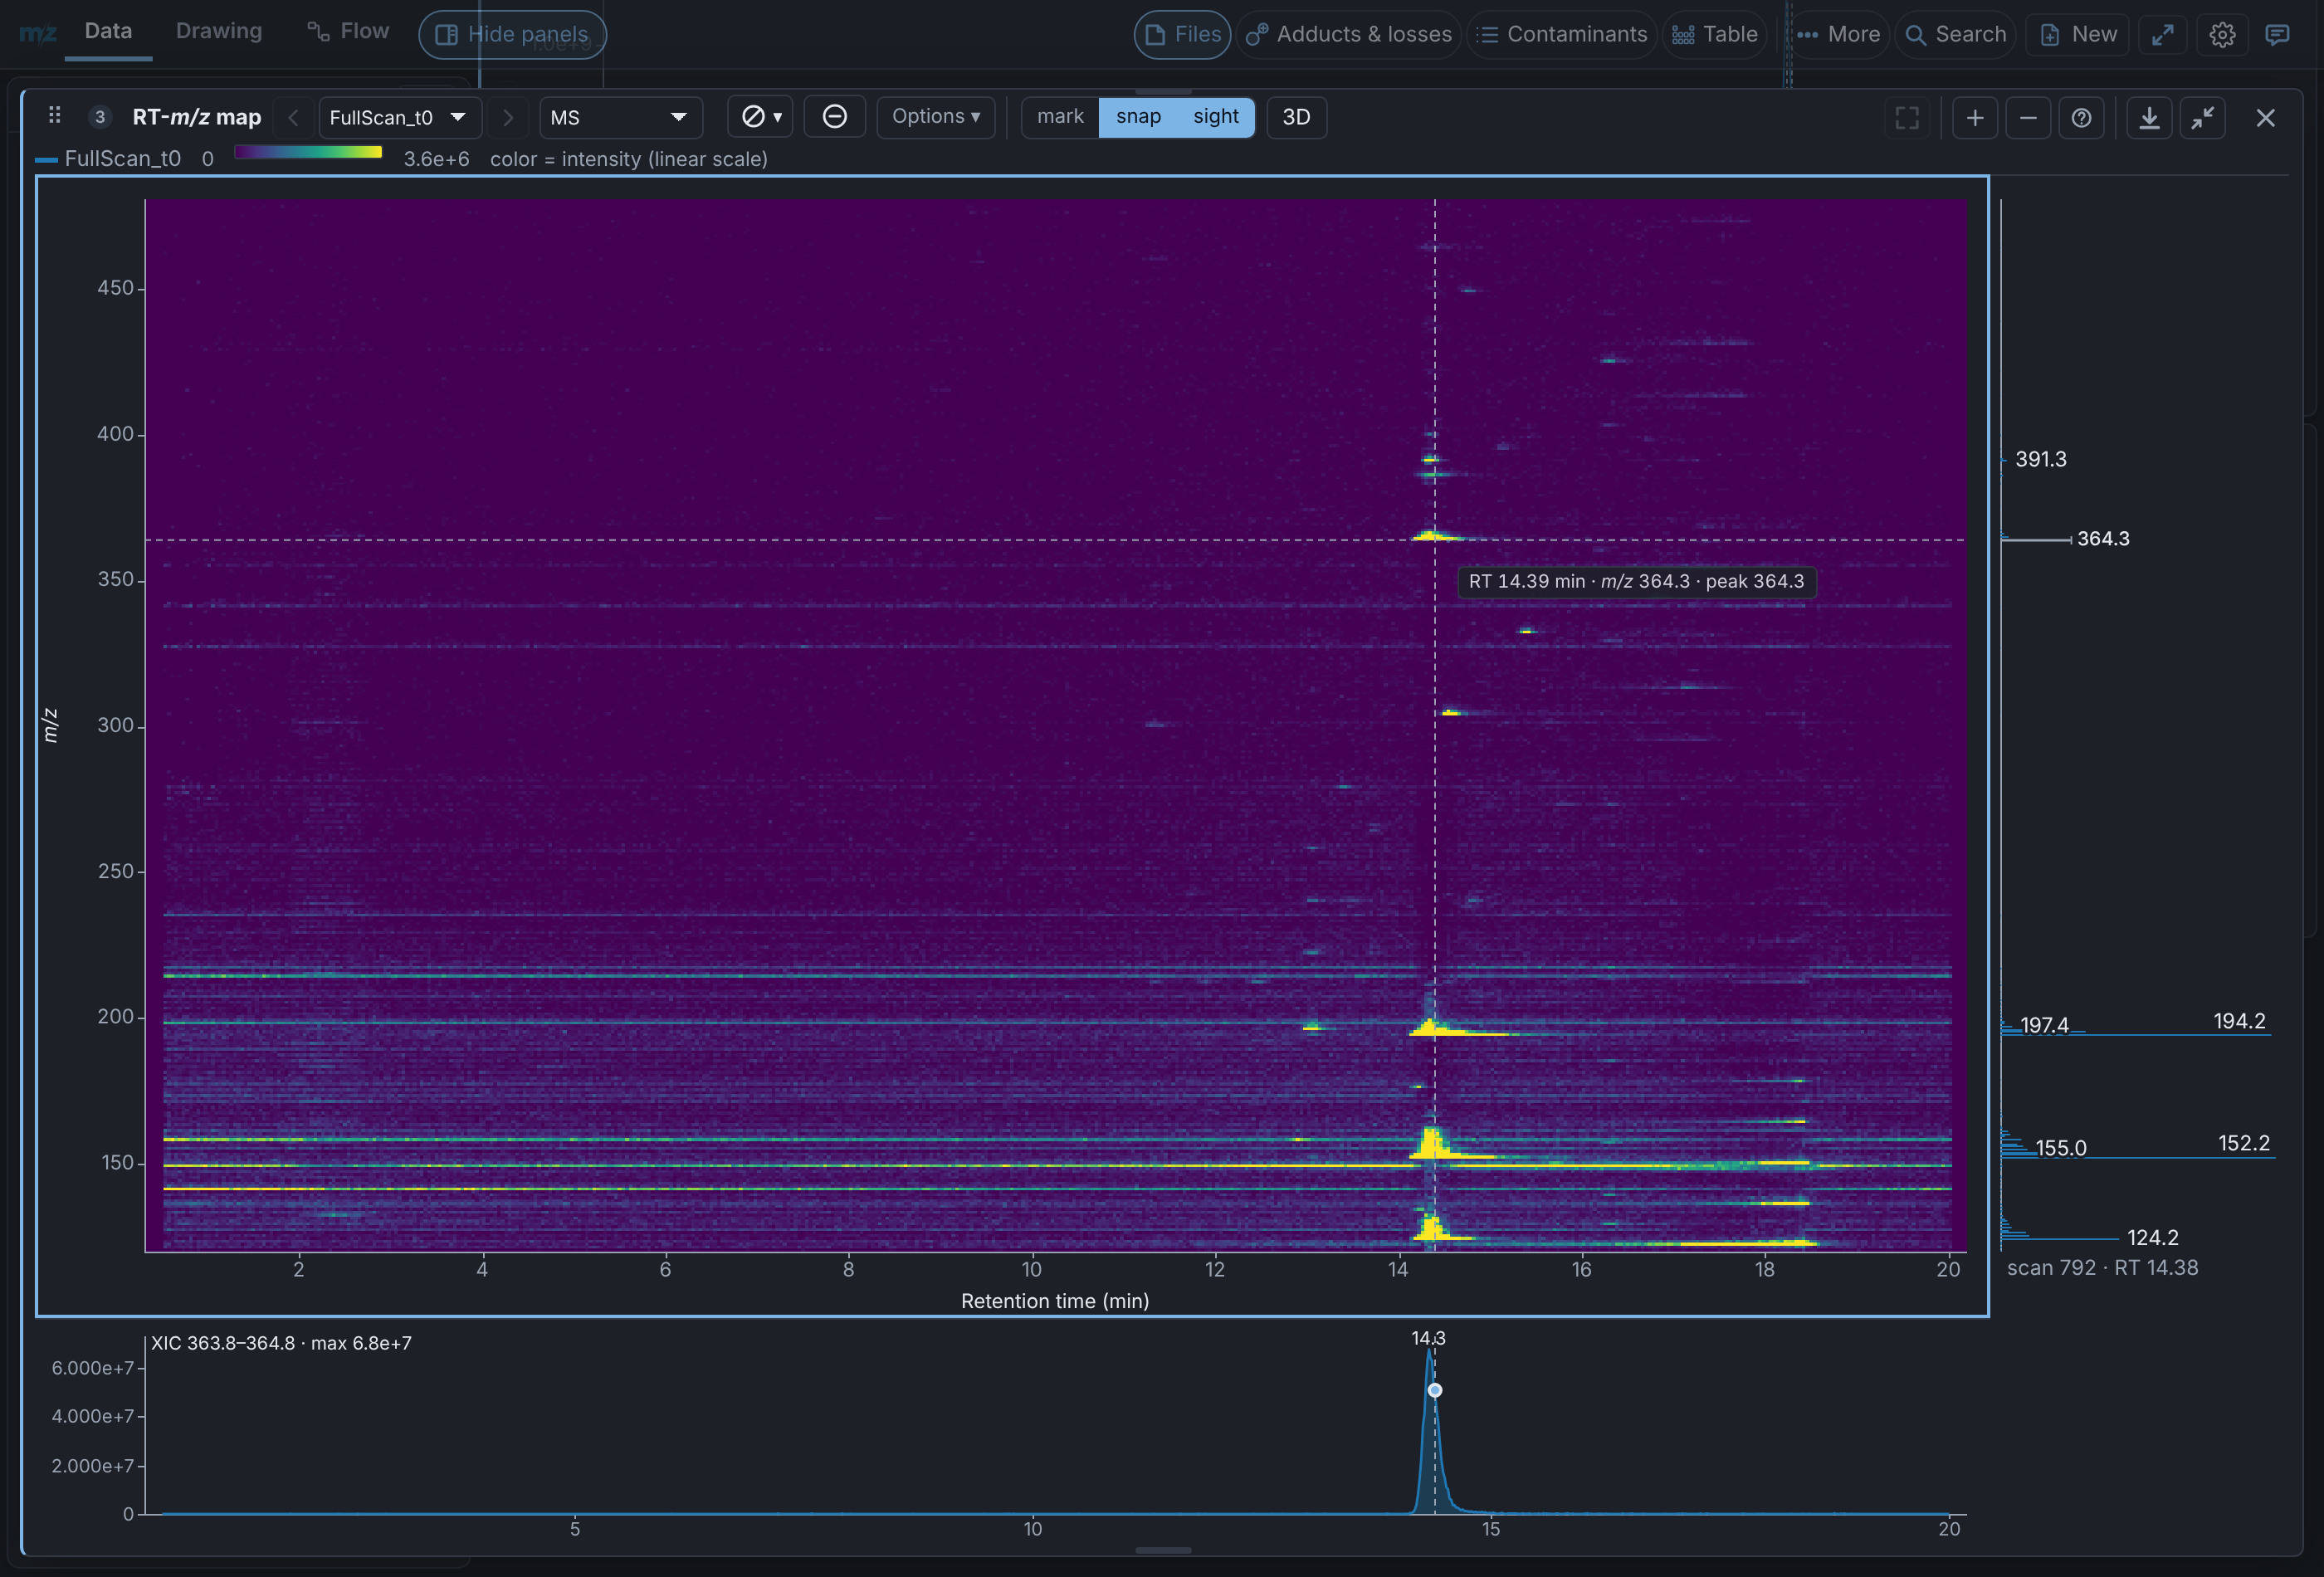 m/z Data Drawing Flow Hide panels Files Adducts & losses Contaminants Table More Search New
1.0e+9
3 RT-m/z map FullScan_t0 MS Options ▾ mark snap sight 3D
FullScan_t0 0 3.6e+6 color = intensity (linear scale)
450
400
350
300
250
200
150
m/z
RT 14.39 min · m/z 364.3 · peak 364.3
2 4 6 8 10 12 14 16 18 20
Retention time (min)
391.3
364.3
197.4 194.2
155.0 152.2
124.2
scan 792 · RT 14.38
XIC 363.8–364.8 · max 6.8e+7
14.3
6.000e+7
4.000e+7
2.000e+7
0
5 10 15 20